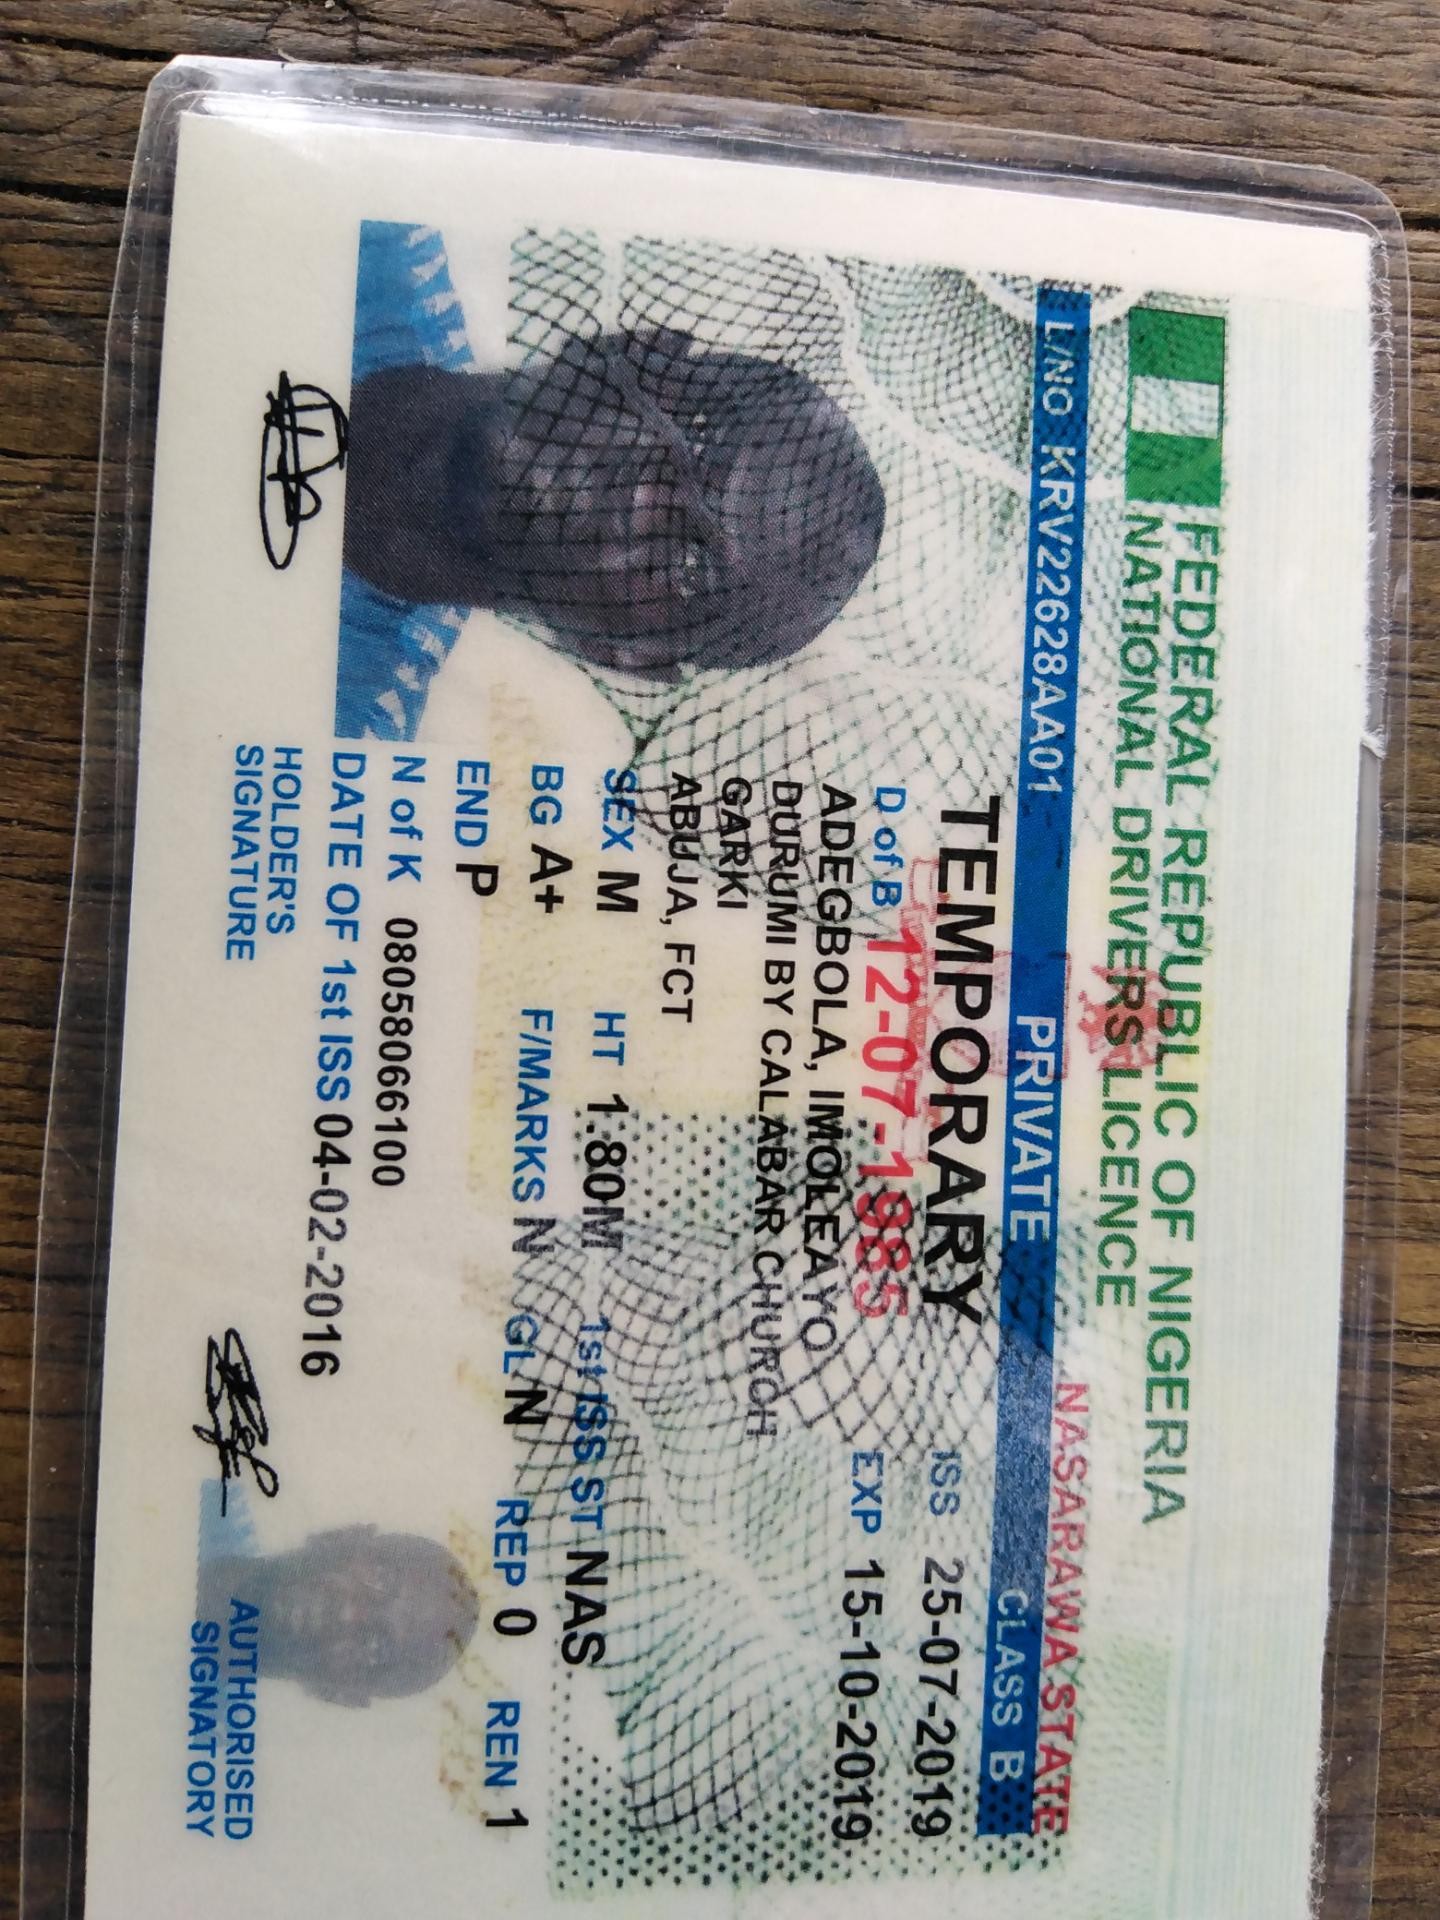 FEDERAL REPUBLIC OF NIGERIA
NATIONAL DRIVERS LICENCE
NASARAWA STATE
L/NO KRV22628AA01 PRIVATE CLASS B
TEMPORARY
ISS 25-07-2019
D of B 12-07-1985
EXP 15-10-2019
ADEGBOLA, IMOLEAYO
DURUMI BY CALABAR CHURCH
GARKI
ABUJA, FCT
SEX M HT 1.80M 1st ISS ST NAS
BG A+ F/MARKS N GL N REP 0 REN 1
END P
N of K 08058066100
DATE OF 1st ISS 04-02-2016
HOLDER'S
SIGNATURE
AUTHORISED
SIGNATORY